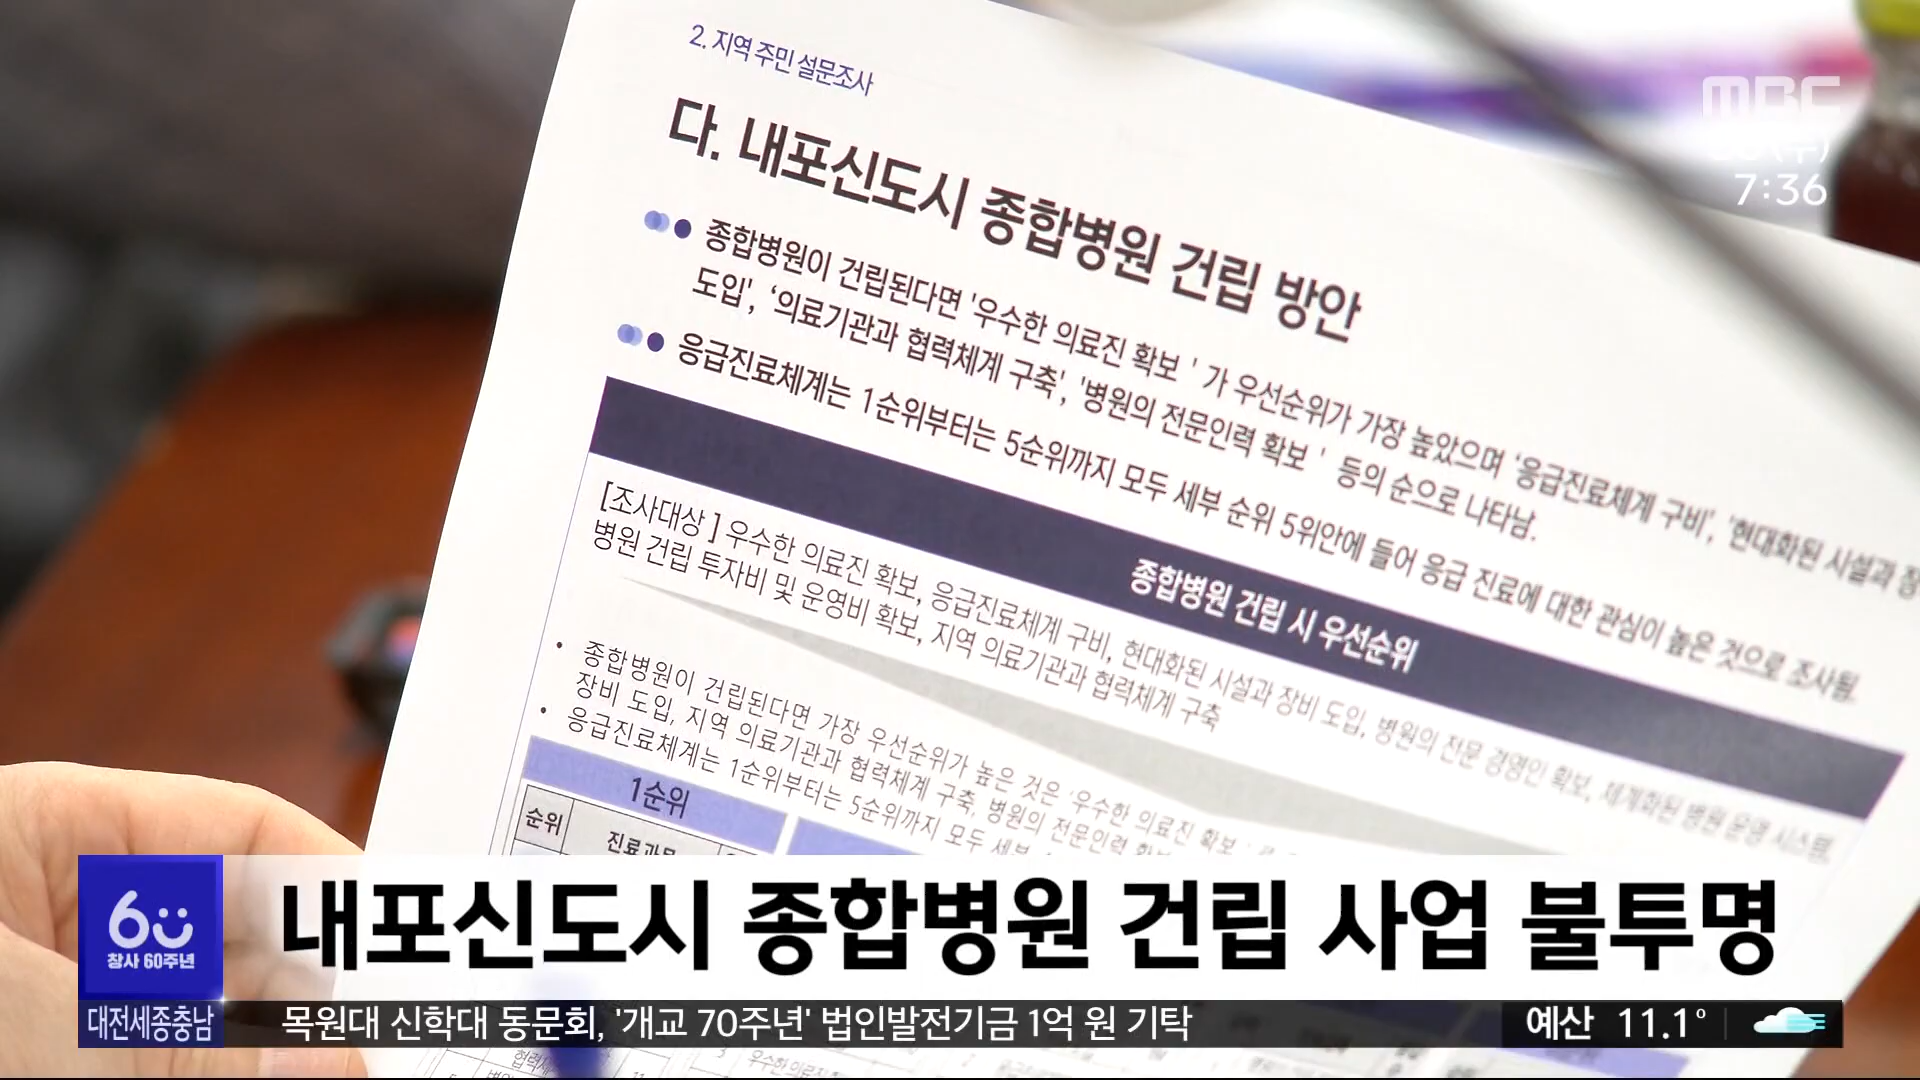 2. 지역 주민 설문조사
다. 내포신도시 종합병원 건립 방안
종합병원이 건립된다면 '우수한 의료진 확보 ' 가 우선순위가 가장 높았으며 ‘응급진료체계 구비', '현대화된 시설과 장
도입', ‘의료기관과 협력체계 구축', '병원의 전문인력 확보 ' 등의 순으로 나타남.
응급진료체계는 1순위부터는 5순위까지 모두 세부 순위 5위안에 들어 응급 진료에 대한 관심이 높은 것으로 조사됨.
종합병원 건립 시 우선순위
[조사대상 ] 우수한 의료진 확보, 응급진료체계 구비, 현대화된 시설과 장비 도입, 병원의 전문 경영인 확보, 체계화된 병원 운영 시스템,
병원 건립 투자비 및 운영비 확보, 지역 의료기관과 협력체계 구축
• 종합병원이 건립된다면 가장 우선순위가 높은 것은 '우수한 의료진 확보 '
장비 도입, 지역 의료기관과 협력체계 구축, 병원의 전문인력 확보
• 응급진료체계는 1순위부터는 5순위까지 모두 세부
1순위
순위
진료과목
MBC
(수)
7:36
60
창사 60주년
내포신도시 종합병원 건립 사업 불투명
대전세종충남
목원대 신학대 동문회, '개교 70주년' 법인발전기금 1억 원 기탁
예산 11.1°
우수한 의료진